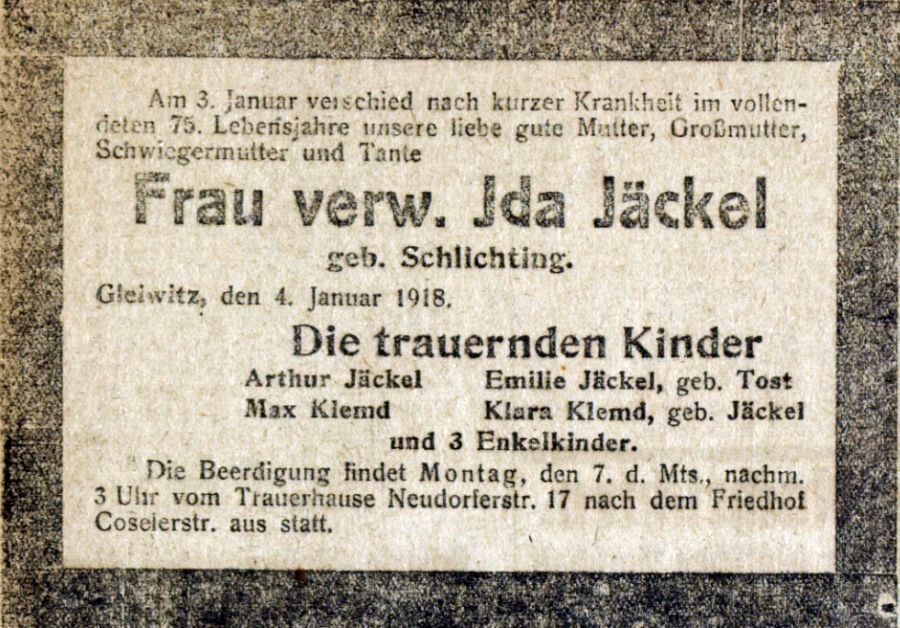 Am 3. Januar verschied nach kurzer Krankheit im vollen-
deten 75. Lebensjahre unsere liebe gute Mutter, Großmutter,
Schwiegermutter und Tante
Frau verw. Jda Jäckel
geb. Schlichting.
Gleiwitz, den 4. Januar 1918.
Die trauernden Kinder
Arthur Jäckel Emilie Jäckel, geb. Tost
Max Klemd Klara Klemd, geb. Jäckel
und 3 Enkelkinder.
Die Beerdigung findet Montag, den 7. d. Mts., nachm.
3 Uhr vom Trauerhause Neudorferstr. 17 nach dem Friedhof
Coselerstr. aus statt.